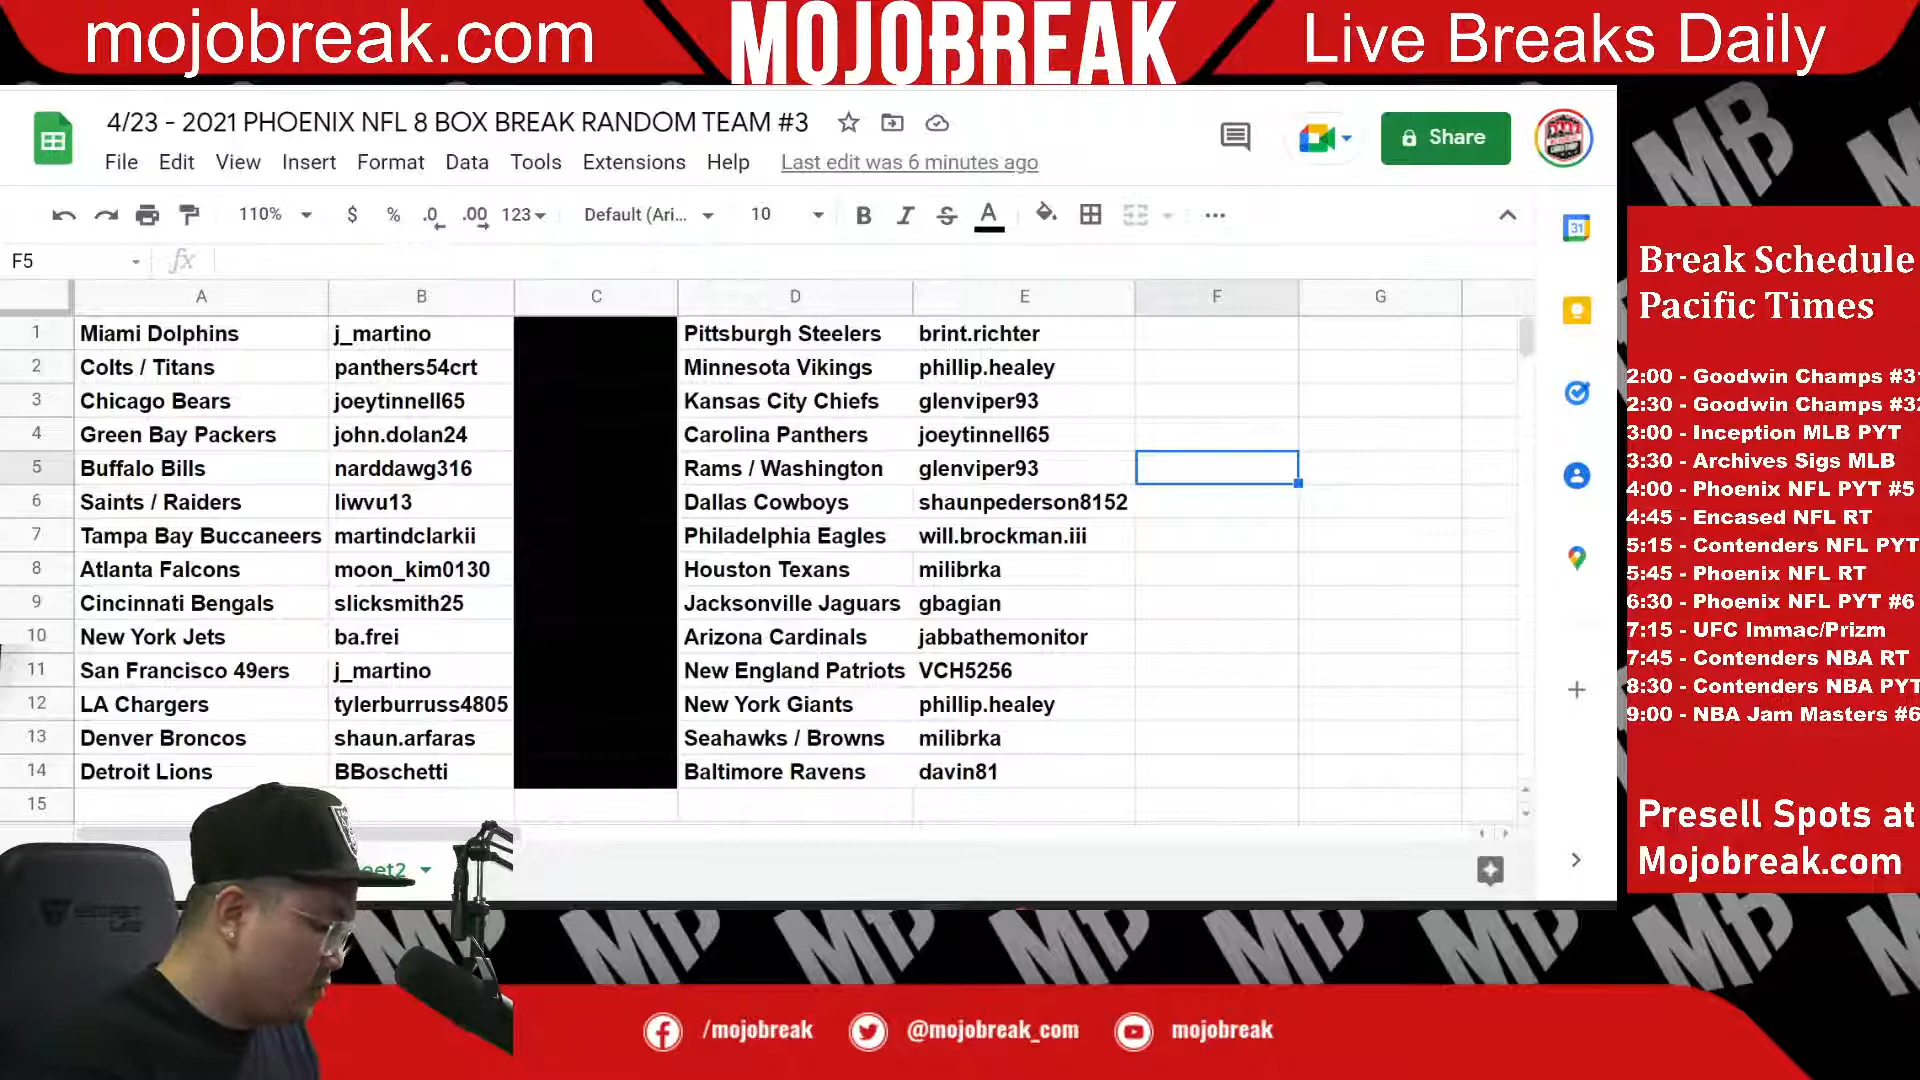 mojobreak.com
MOJOBREAK
Live Breaks Daily
4/23 - 2021 PHOENIX NFL 8 BOX BREAK RANDOM TEAM #3
Share
File Edit View Insert Format Data Tools Extensions Help Last edit was 6 minutes ago
110% $ % .0 .00 123 Default (Ari... 10 B I S A
31
F5 fx
A B C D E F G
1 Miami Dolphins j_martino Pittsburgh Steelers brint.richter
2 Colts / Titans panthers54crt Minnesota Vikings phillip.healey
3 Chicago Bears joeytinnell65 Kansas City Chiefs glenviper93
4 Green Bay Packers john.dolan24 Carolina Panthers joeytinnell65
5 Buffalo Bills narddawg316 Rams / Washington glenviper93
6 Saints / Raiders liwvu13 Dallas Cowboys shaunpederson8152
7 Tampa Bay Buccaneers martindclarkii Philadelphia Eagles will.brockman.iii
8 Atlanta Falcons moon_kim0130 Houston Texans milibrka
9 Cincinnati Bengals slicksmith25 Jacksonville Jaguars gbagian
10 New York Jets ba.frei Arizona Cardinals jabbathemonitor
11 San Francisco 49ers j_martino New England Patriots VCH5256
12 LA Chargers tylerburruss4805 New York Giants phillip.healey
13 Denver Broncos shaun.arfaras Seahawks / Browns milibrka
14 Detroit Lions BBoschetti Baltimore Ravens davin81
15
eet2
Break Schedule
Pacific Times
2:00 - Goodwin Champs #31
2:30 - Goodwin Champs #32
3:00 - Inception MLB PYT
3:30 - Archives Sigs MLB
4:00 - Phoenix NFL PYT #5
4:45 - Encased NFL RT
5:15 - Contenders NFL PYT
5:45 - Phoenix NFL RT
6:30 - Phoenix NFL PYT #6
7:15 - UFC Immac/Prizm
7:45 - Contenders NBA RT
8:30 - Contenders NBA PYT
9:00 - NBA Jam Masters #6
Presell Spots at
Mojobreak.com
/mojobreak @mojobreak_com mojobreak